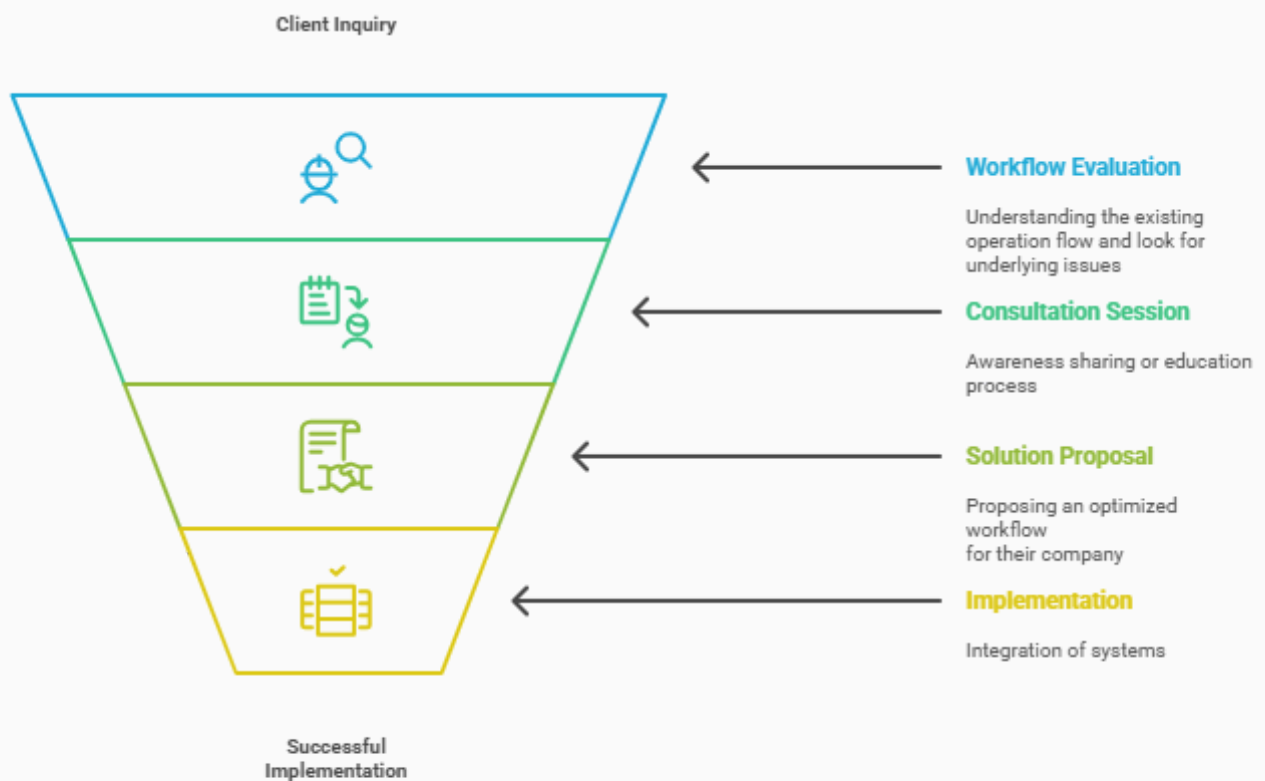 Client Inquiry
Workflow Evaluation
Understanding the existing
operation flow and look for
underlying issues
Consultation Session
Awareness sharing or education
process
Solution Proposal
Proposing an optimized
workflow
for their company
Implementation
Integration of systems
Successful
Implementation